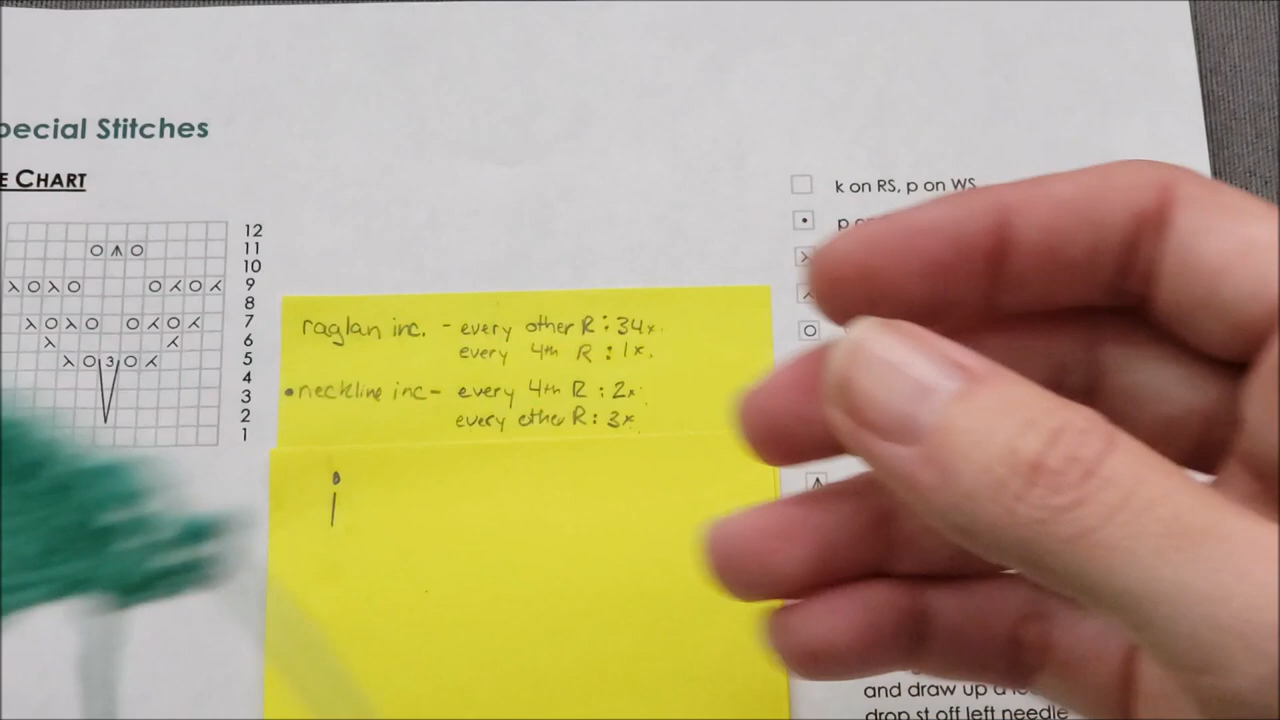 Special Stitches
CHART
12
11
10
9
8
7
6
5
4
3
2
1
3
raglan inc. - every other R : 34x.
every 4th R : 1x.
• neckline inc - every 4th R : 2x.
every other R : 3x.
k on RS, p on WS
p
and draw up a
drop st off left needle